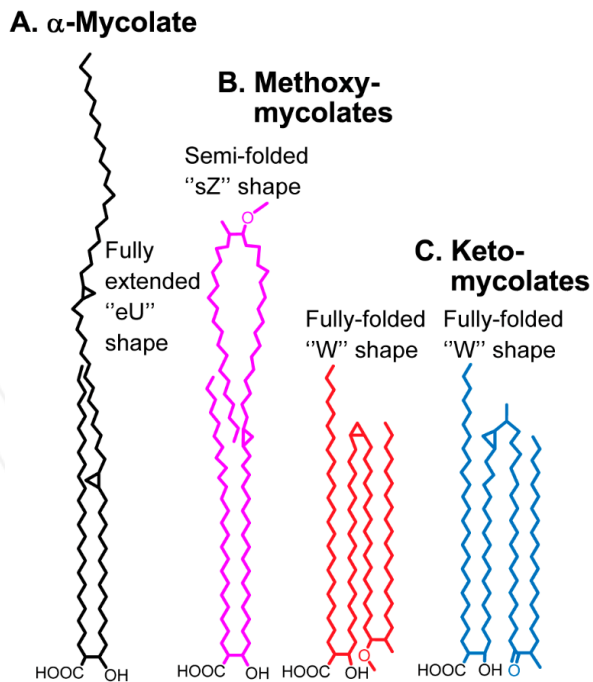 A. α-Mycolate
B. Methoxy-
mycolates
Semi-folded
‘‘sZ’’ shape
O
Fully
extended
‘‘eU’’
shape
C. Keto-
mycolates
Fully-folded
‘‘W’’ shape
Fully-folded
‘‘W’’ shape
HOOC OH
HOOC OH
HOOC OH
O
HOOC OH
O